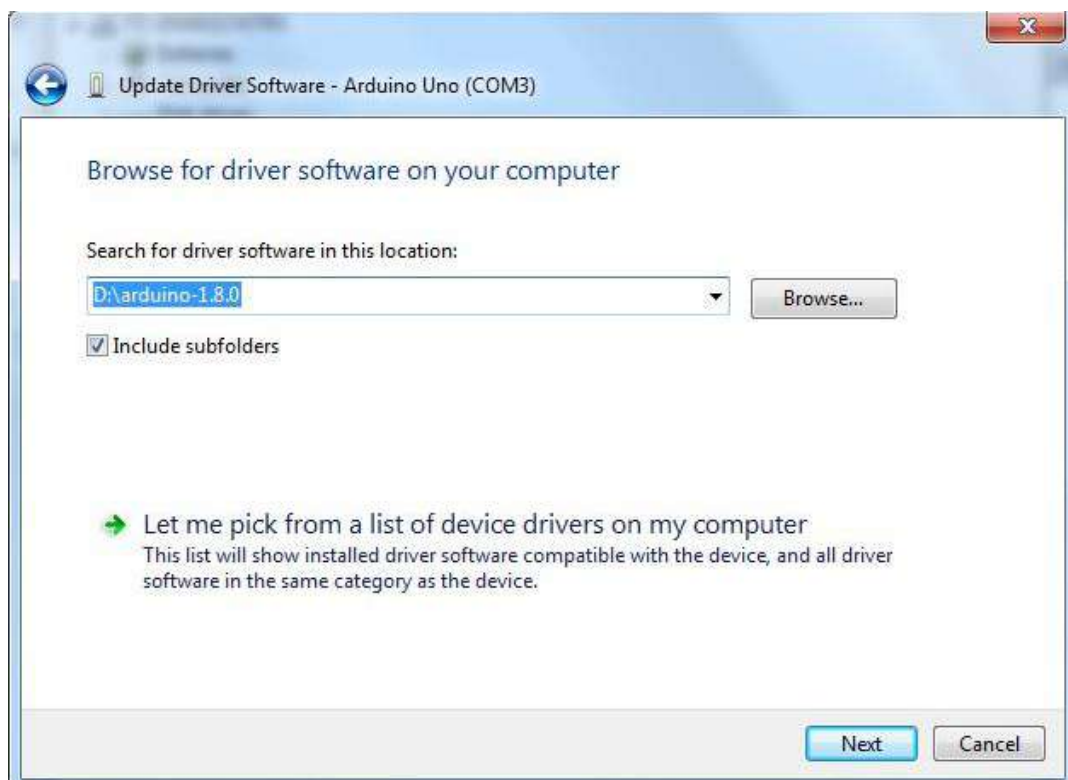 Update Driver Software - Arduino Uno (COM3)
Browse for driver software on your computer
Search for driver software in this location:
D:\arduino-1.8.0
Browse...
Include subfolders
Let me pick from a list of device drivers on my computer
This list will show installed driver software compatible with the device, and all driver
software in the same category as the device.
Next
Cancel